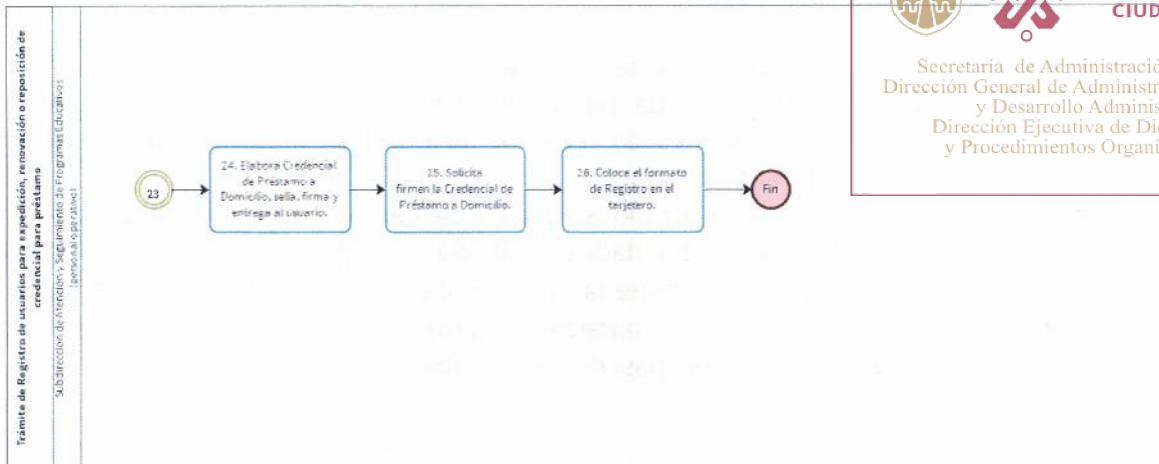 CIUD
Secretaría de Administració
Dirección General de Administr
y Desarrollo Adminis
Dirección Ejecutiva de Di
y Procedimientos Organi
Trámite de Registro de usuarios para expedición, renovación o reposición de
credencial para préstamo
Subdirección de Atención y Seguimiento de Programas Educativos
(personal operativo)
23
24. Elabora Credencial
de Préstamo a
Domicilio, sella, firma y
entrega al usuario.
25. Solicita
firmen la Credencial de
Préstamo a Domicilio.
26. Coloca el formato
de Registro en el
tarjetero.
Fin